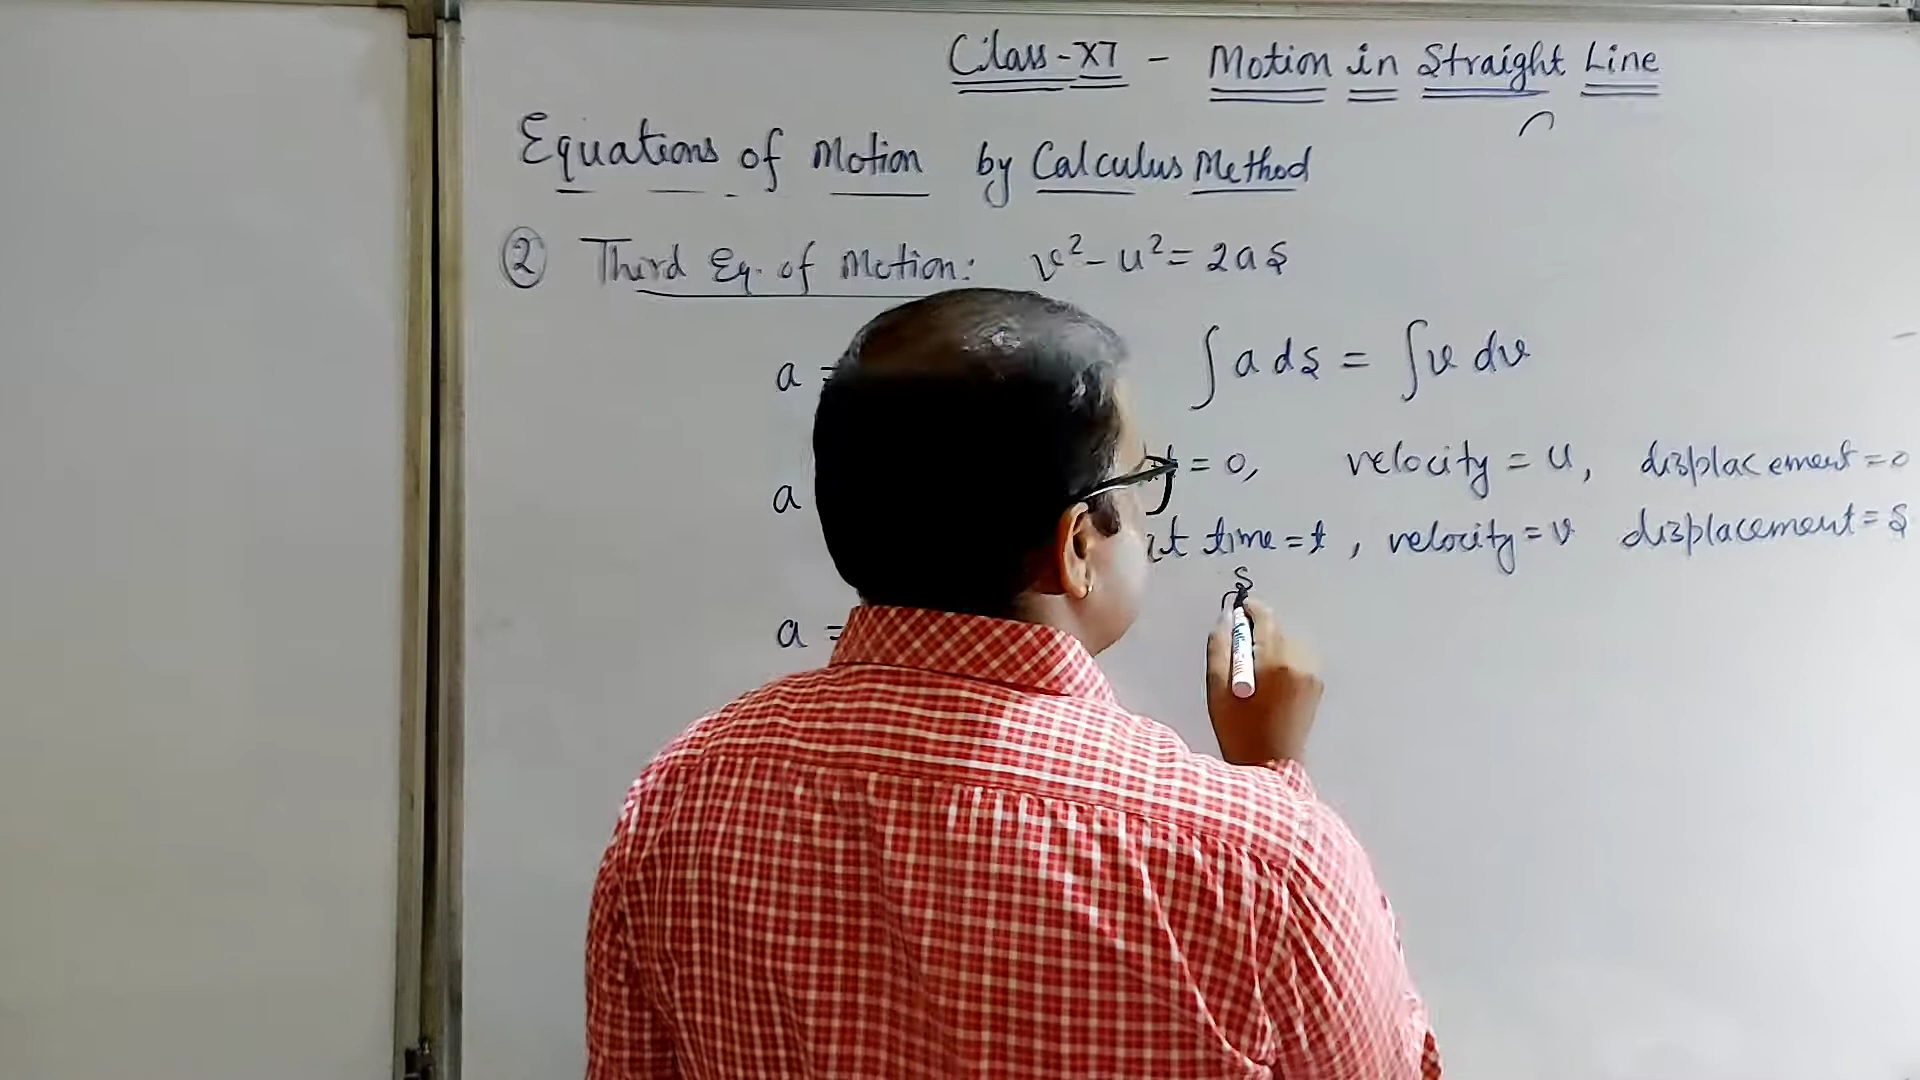 Class-XI - Motion in Straight Line
Equations of Motion by Calculus Method
② Third Eq. of Motion: v² - u² = 2as
a = ∫ a ds = ∫ v dv
a t = 0, velocity = u, displacement = 0
at time = t, velocity = v displacement = s
s
a =